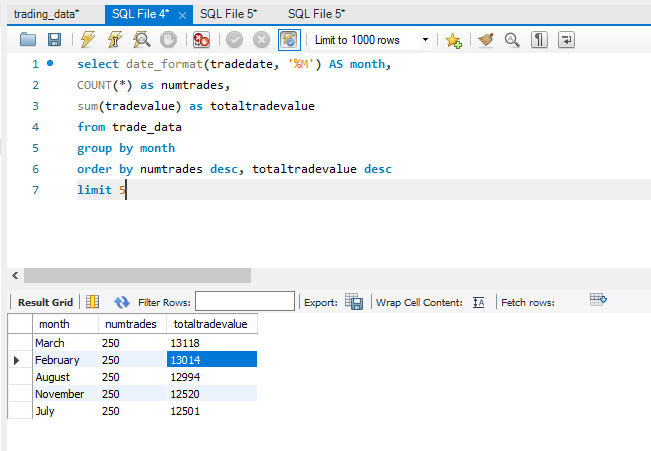 trading_data* SQL File 4* SQL File 5* SQL File 5*
Limit to 1000 rows
1 select date_format(tradedate, '%M') AS month,
2 COUNT(*) as numtrades,
3 sum(tradevalue) as totaltradevalue
4 from trade_data
5 group by month
6 order by numtrades desc, totaltradevalue desc
7 limit 5
Result Grid Filter Rows: Export: Wrap Cell Content: Fetch rows:
month numtrades totaltradevalue
March 250 13118
February 250 13014
August 250 12994
November 250 12520
July 250 12501